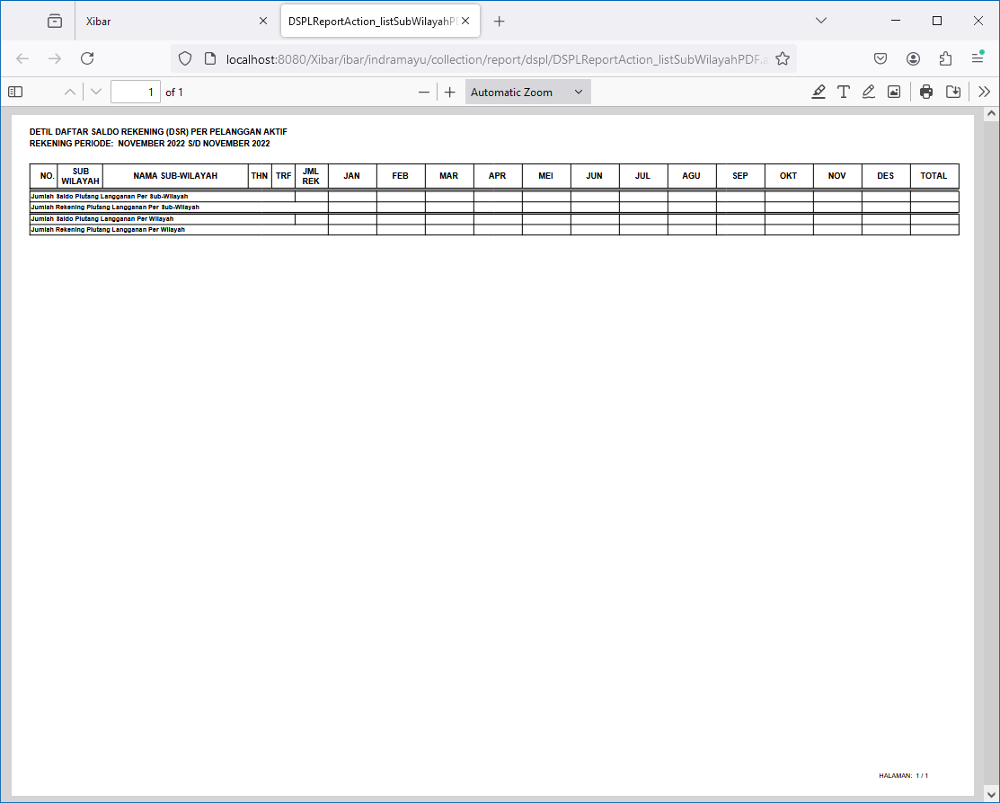 Xibar
DSPLReportAction_listSubWilayahP
localhost:8080/Xibar/ibar/indramayu/collection/report/dspl/DSPLReportAction_listSubWilayahPDF.a
1 of 1
Automatic Zoom
DETIL DAFTAR SALDO REKENING (DSR) PER PELANGGAN AKTIF
REKENING PERIODE: NOVEMBER 2022 S/D NOVEMBER 2022
NO. SUB WILAYAH NAMA SUB-WILAYAH THN TRF JML REK JAN FEB MAR APR MEI JUN JUL AGU SEP OKT NOV DES TOTAL
Jumlah Saldo Piutang Langganan Per Sub-Wilayah
Jumlah Rekening Piutang Langganan Per Sub-Wilayah
Jumlah Saldo Piutang Langganan Per Wilayah
Jumlah Rekening Piutang Langganan Per Wilayah
HALAMAN: 1 / 1